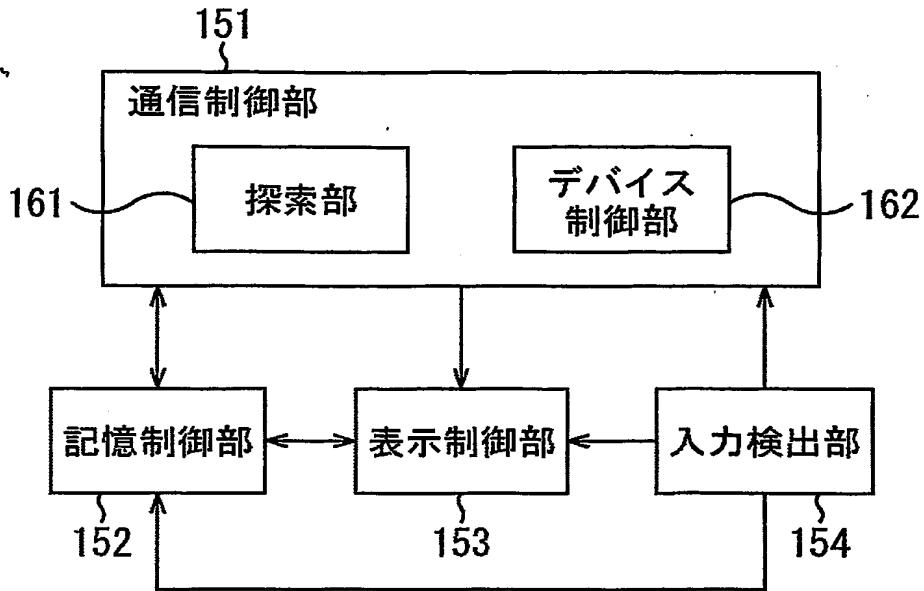 151
通信制御部
161
探索部
デバイス
制御部
162
記憶制御部
表示制御部
入力検出部
152
153
154